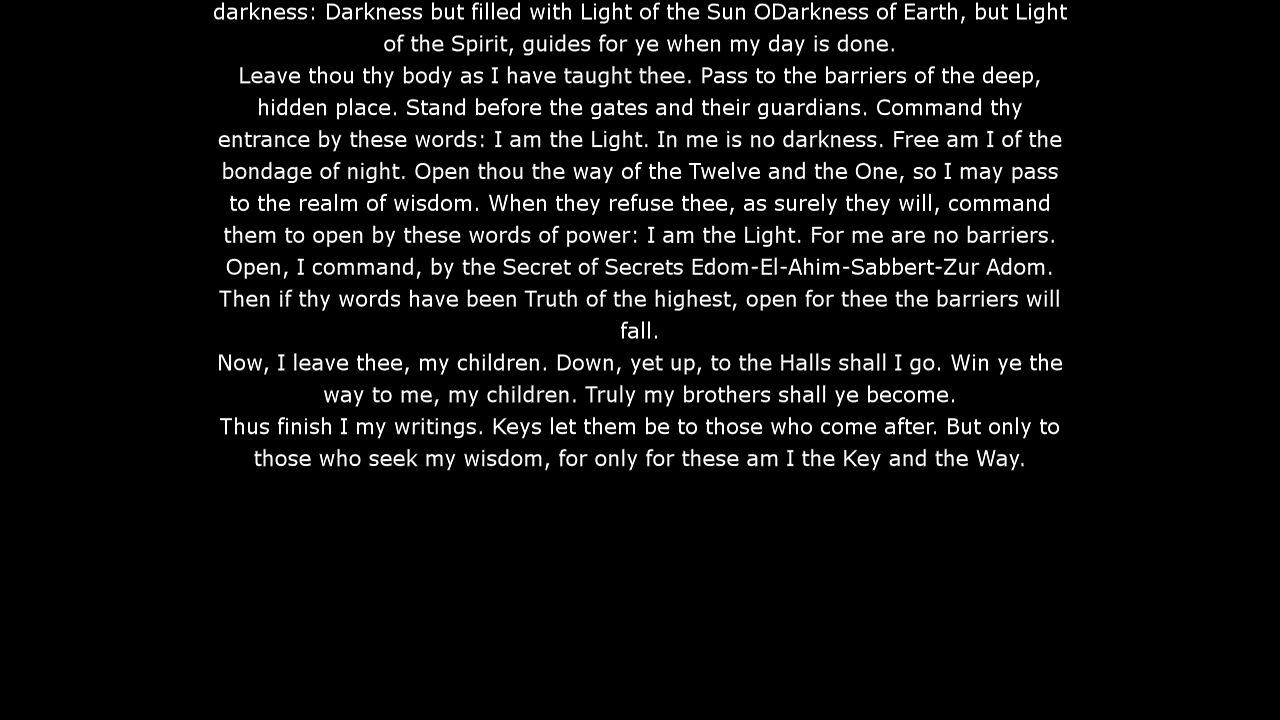 darkness: Darkness but filled with Light of the Sun ODarkness of Earth, but Light
of the Spirit, guides for ye when my day is done.
Leave thou thy body as I have taught thee. Pass to the barriers of the deep,
hidden place. Stand before the gates and their guardians. Command thy
entrance by these words: I am the Light. In me is no darkness. Free am I of the
bondage of night. Open thou the way of the Twelve and the One, so I may pass
to the realm of wisdom. When they refuse thee, as surely they will, command
them to open by these words of power: I am the Light. For me are no barriers.
Open, I command, by the Secret of Secrets Edom-El-Ahim-Sabbert-Zur Adom.
Then if thy words have been Truth of the highest, open for thee the barriers will
fall.
Now, I leave thee, my children. Down, yet up, to the Halls shall I go. Win ye the
way to me, my children. Truly my brothers shall ye become.
Thus finish I my writings. Keys let them be to those who come after. But only to
those who seek my wisdom, for only for these am I the Key and the Way.